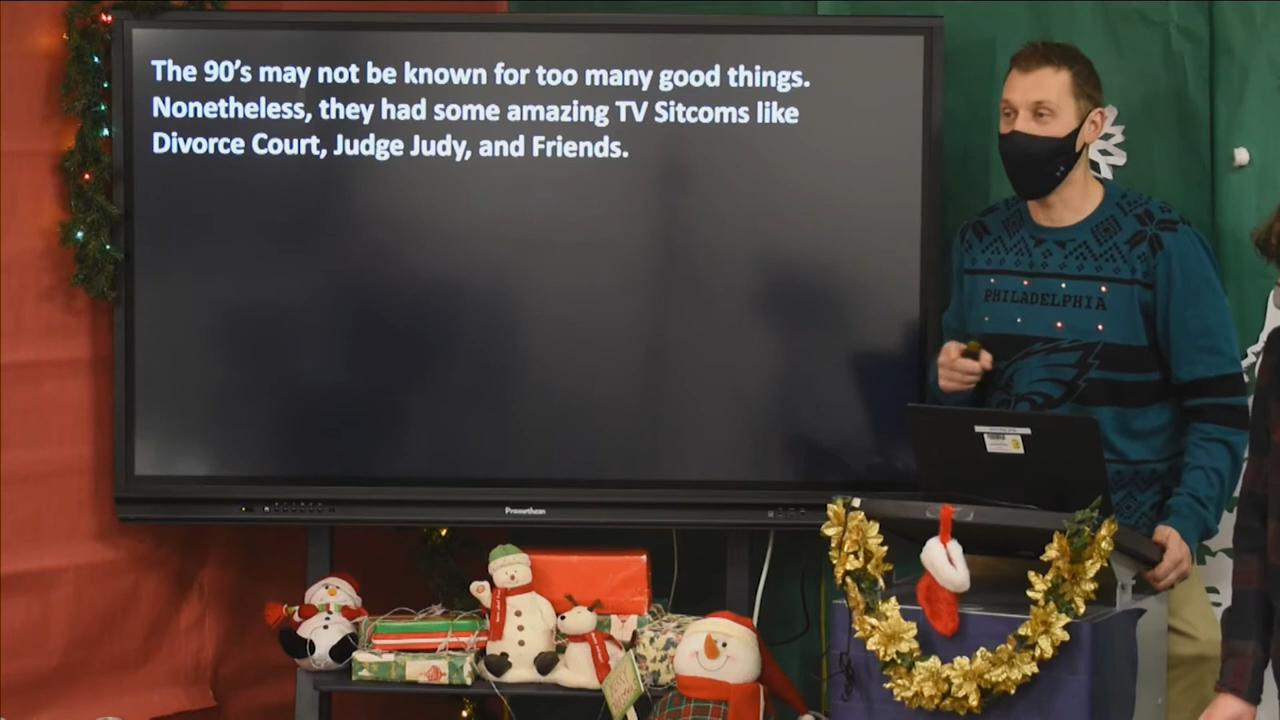 The 90's may not be known for too many good things.
Nonetheless, they had some amazing TV Sitcoms like
Divorce Court, Judge Judy, and Friends.
PHILADELPHIA
Promethean